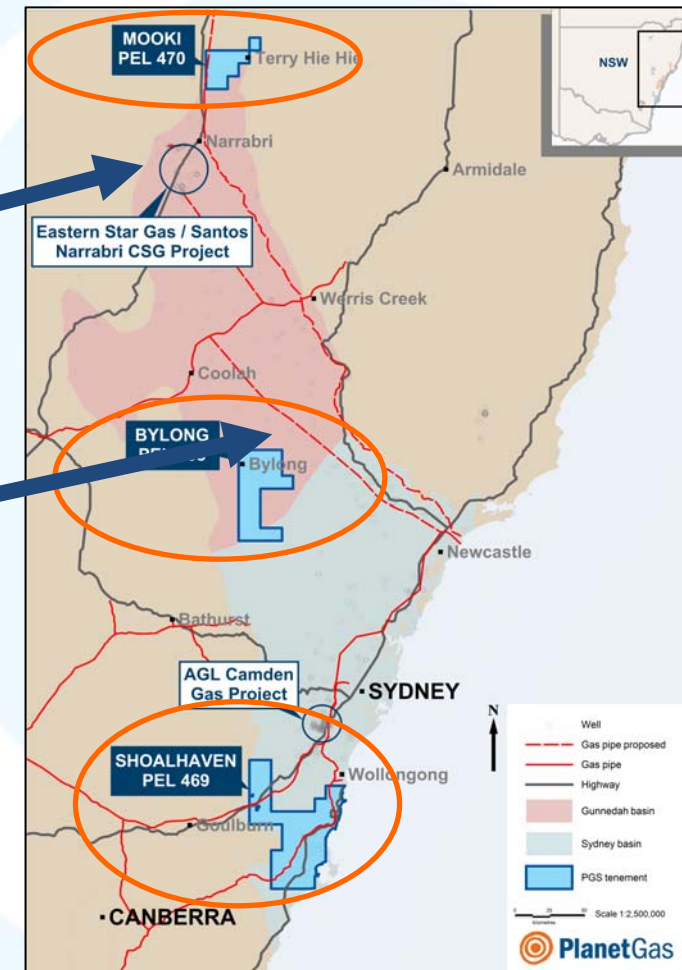 MOOKI
PEL 470
Terry Hie Hie
NSW
Narrabri
Armidale
Eastern Star Gas / Santos
Narrabri CSG Project
Werris Creek
Coolah
BYLONG
Bylong
Newcastle
Bathurst
AGL Camden
Gas Project
SYDNEY
SHOALHAVEN
PEL 469
Wollongong
Goulburn
CANBERRA
N
Well
Gas pipe proposed
Gas pipe
Highway
Gunnedah basin
Sydney basin
PGS tenement
Scale 1:2,500,000
PlanetGas